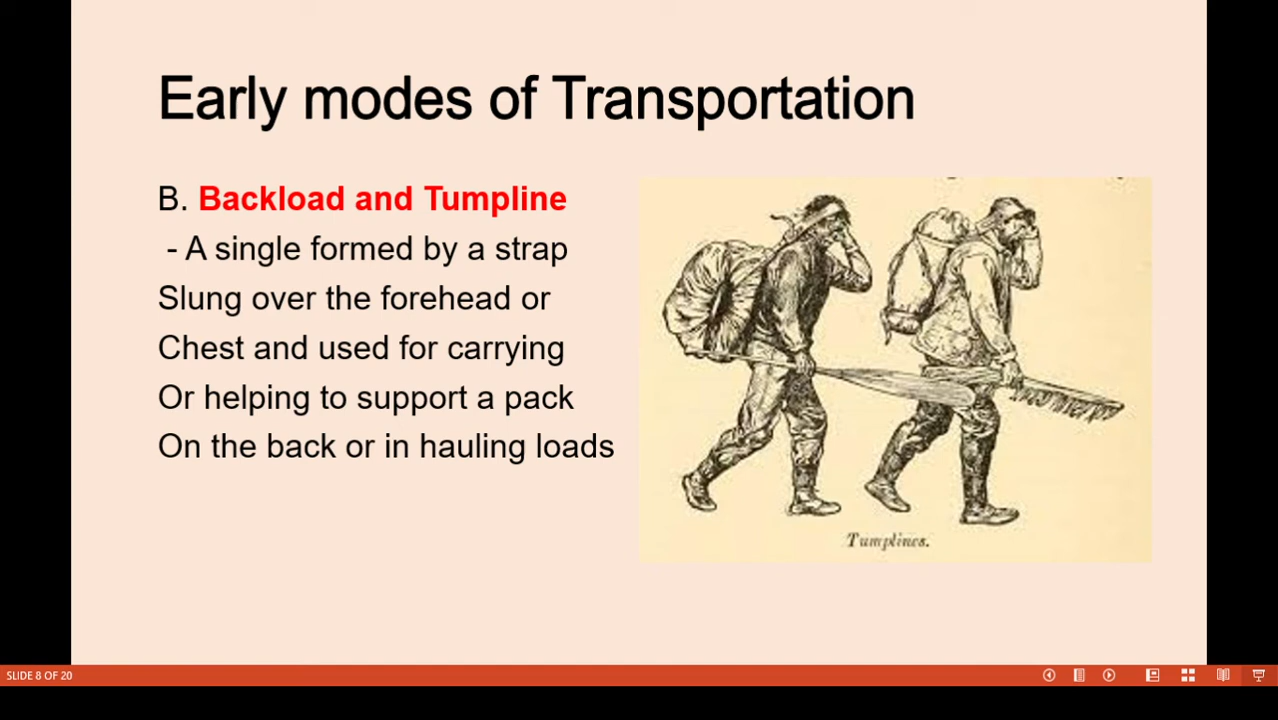 Early modes of Transportation
B. Backload and Tumpline
- A single formed by a strap
Slung over the forehead or
Chest and used for carrying
Or helping to support a pack
On the back or in hauling loads
Tumplines.
SLIDE 8 OF 20